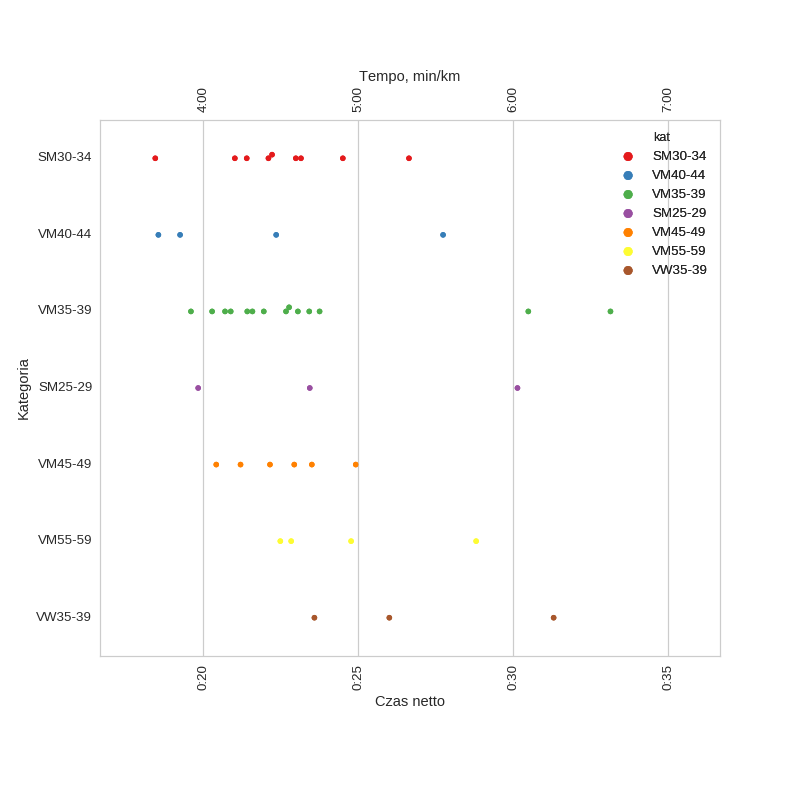 Tempo, min/km
4:00 5:00 6:00 7:00
kat
SM30-34
VM40-44
VM35-39
SM25-29
VM45-49
VM55-59
VW35-39
Kategoria
SM30-34
VM40-44
VM35-39
SM25-29
VM45-49
VM55-59
VW35-39
0:20 0:25 0:30 0:35
Czas netto